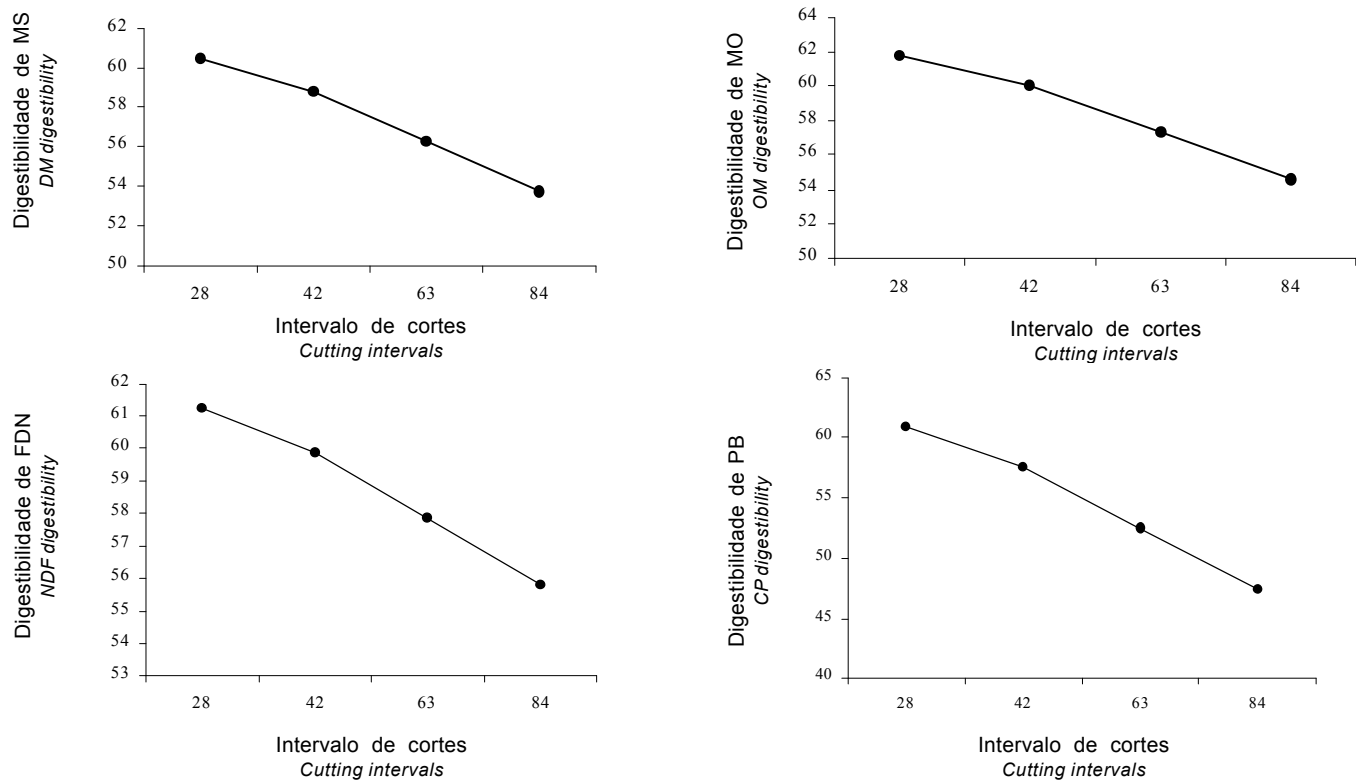 Digestibilidade de MS
DM digestibility
62
60
58
56
54
52
50
28 42 63 84
Intervalo de cortes
Cutting intervals
Digestibilidade de MO
OM digestibility
64
62
60
58
56
54
52
50
28 42 63 84
Intervalo de cortes
Cutting intervals
Digestibilidade de FDN
NDF digestibility
62
61
60
59
58
57
56
55
54
53
28 42 63 84
Intervalo de cortes
Cutting intervals
Digestibilidade de PB
CP digestibility
65
60
55
50
45
40
28 42 63 84
Intervalo de cortes
Cutting intervals